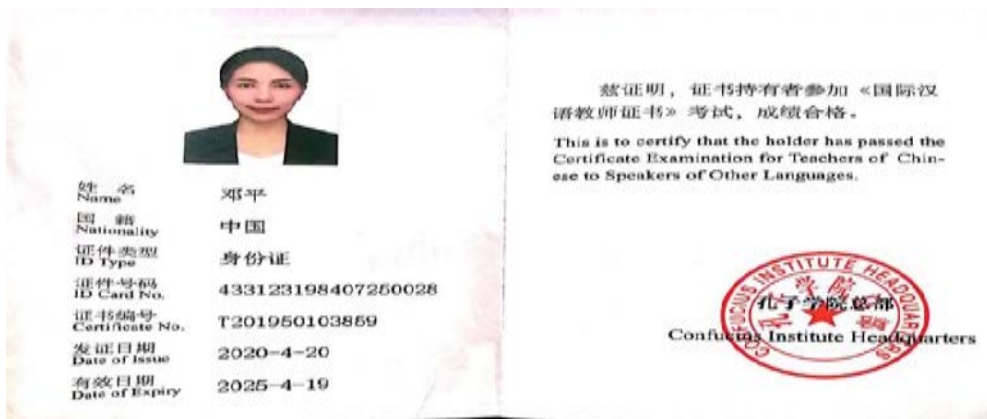 姓 名 邓平
Name
国 籍 中国
Nationality
证件类型 身份证
ID Type
证件号码 433123198407250028
ID Card No.
证书编号 T201950103859
Certificate No.
发证日期 2020-4-20
Date of Issue
有效日期 2025-4-19
Date of Expiry
兹证明，证书持有者参加《国际汉
语教师证书》考试，成绩合格。
This is to certify that the holder has passed the
Certificate Examination for Teachers of Chin-
ese to Speakers of Other Languages.
CONFUCIUS INSTITUTE HEADQUARTERS
孔子学院总部
Confucius Institute Headquarters